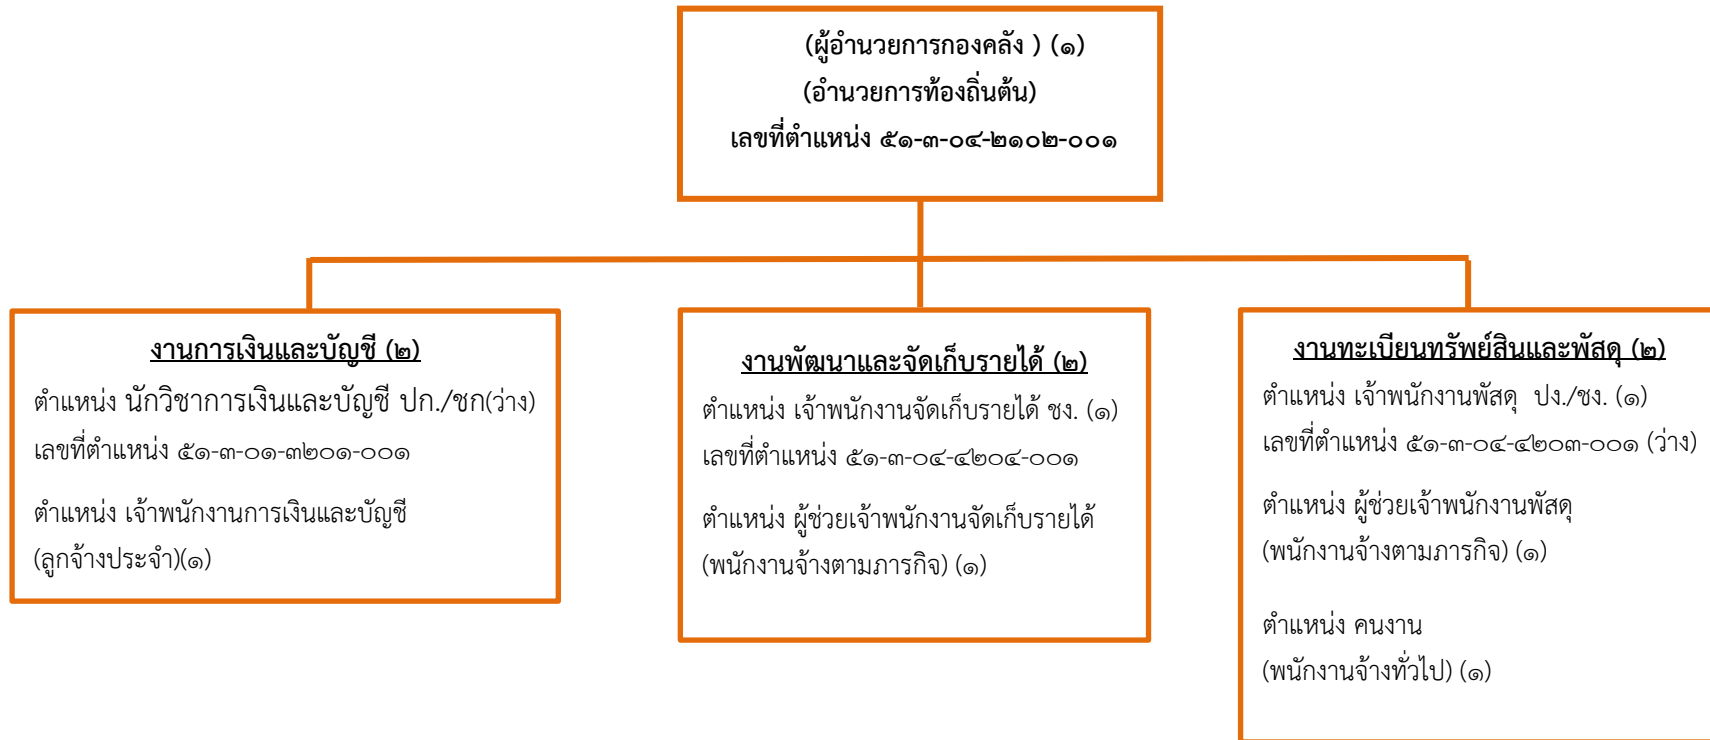 (ผู้อำนวยการกองคลัง ) (๑)
(อำนวยการท้องถิ่นต้น)
เลขที่ตำแหน่ง ๕๑-๓-๐๔-๒๑๐๒-๐๐๑
งานการเงินและบัญชี (๒)
ตำแหน่ง นักวิชาการเงินและบัญชี ปก./ชก(ว่าง)
เลขที่ตำแหน่ง ๕๑-๓-๐๑-๓๒๐๑-๐๐๑
ตำแหน่ง เจ้าพนักงานการเงินและบัญชี
(ลูกจ้างประจำ)(๑)
งานพัฒนาและจัดเก็บรายได้ (๒)
ตำแหน่ง เจ้าพนักงานจัดเก็บรายได้ ชง. (๑)
เลขที่ตำแหน่ง ๕๑-๓-๐๔-๔๒๐๔-๐๐๑
ตำแหน่ง ผู้ช่วยเจ้าพนักงานจัดเก็บรายได้
(พนักงานจ้างตามภารกิจ) (๑)
งานทะเบียนทรัพย์สินและพัสดุ (๒)
ตำแหน่ง เจ้าพนักงานพัสดุ ปง./ชง. (๑)
เลขที่ตำแหน่ง ๕๑-๓-๐๔-๔๒๐๓-๐๐๑ (ว่าง)
ตำแหน่ง ผู้ช่วยเจ้าพนักงานพัสดุ
(พนักงานจ้างตามภารกิจ) (๑)
ตำแหน่ง คนงาน
(พนักงานจ้างทั่วไป) (๑)